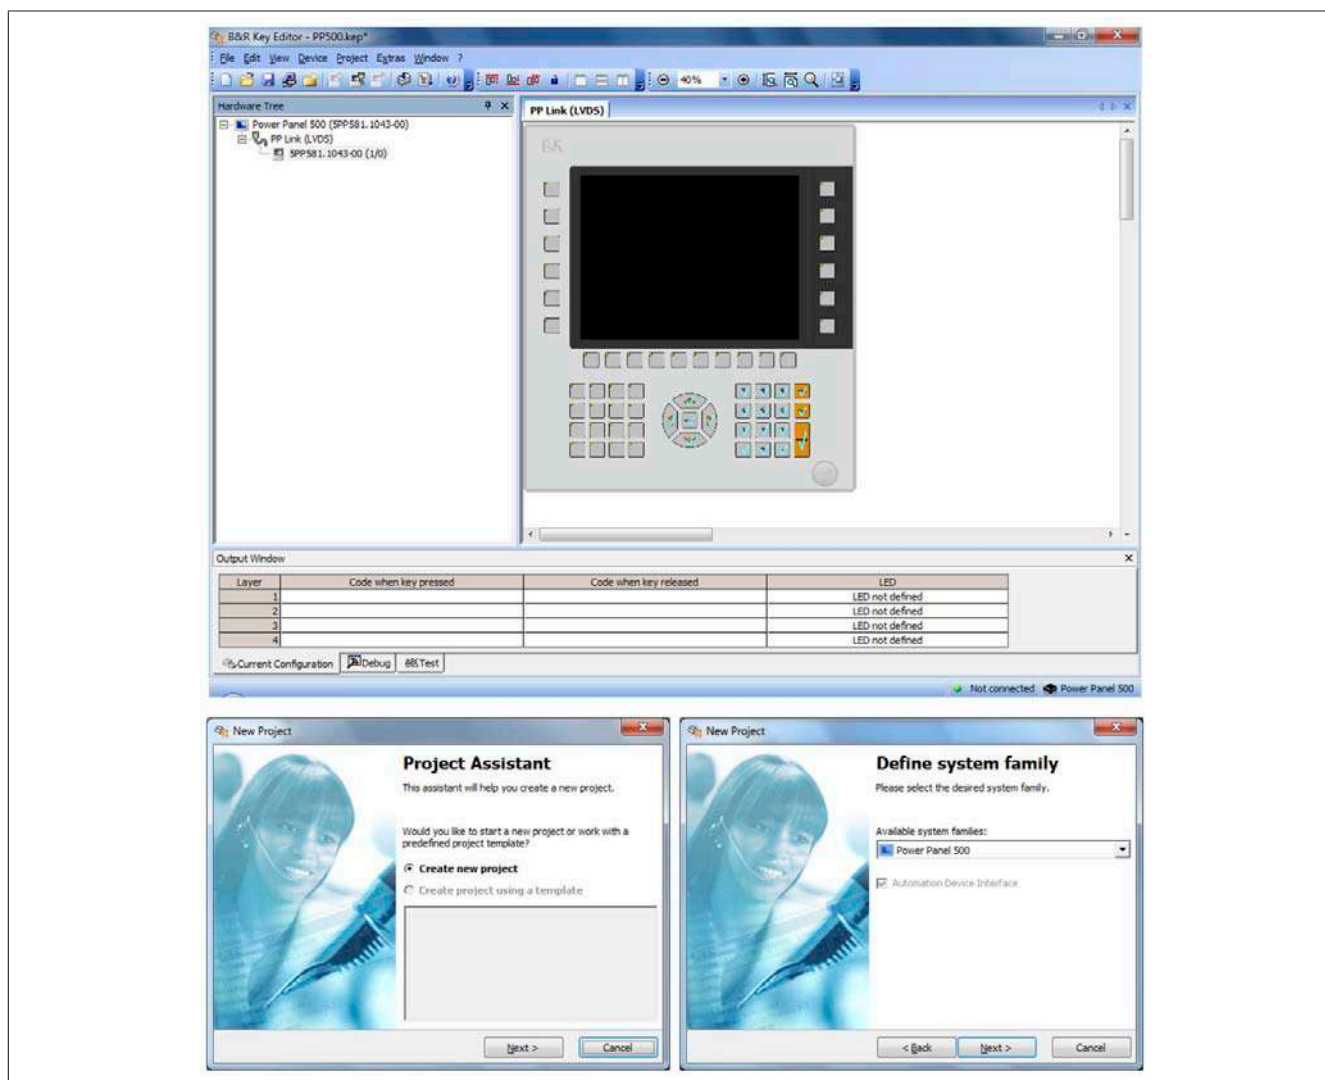 B&R Key Editor - PP500.kep*
File Edit View Device Project Extras Window ?
40%
Hardware Tree
Power Panel 500 (5PP581.1043-00)
PP Link (LVDS)
5PP581.1043-00 (1/0)
PP Link (LVDS)
B&R
Output Window
Layer Code when key pressed Code when key released LED
1 LED not defined
2 LED not defined
3 LED not defined
4 LED not defined
Current Configuration Debug Test
Not connected Power Panel 500
New Project
Project Assistant
This assistant will help you create a new project.
Would you like to start a new project or work with a
predefined project template?
Create new project
Create project using a template
Next > Cancel
New Project
Define system family
Please select the desired system family.
Available system families:
Power Panel 500
Automation Device Interface
< Back Next > Cancel